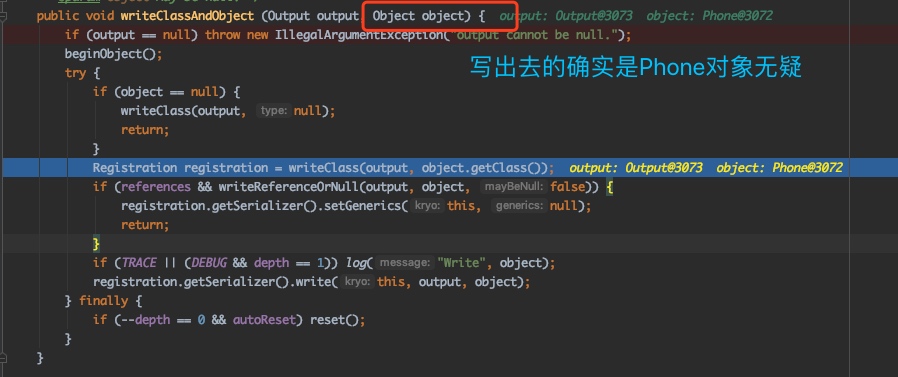 public void writeClassAndObject (Output output, Object object) {  output: Output@3073  object: Phone@3072
if (output == null) throw new IllegalArgumentException("output cannot be null.");
beginObject();
写出去的确实是Phone对象无疑
try {
if (object == null) {
writeClass(output, type: null);
return;
}
Registration registration = writeClass(output, object.getClass());  output: Output@3073  object: Phone@3072
if (references && writeReferenceOrNull(output, object, mayBeNull: false)) {
registration.getSerializer().setGenerics( kryo: this, generics: null);
return;
}
if (TRACE || (DEBUG && depth == 1)) log( message: "Write", object);
registration.getSerializer().write( kryo: this, output, object);
} finally {
if (--depth == 0 && autoReset) reset();
}
}